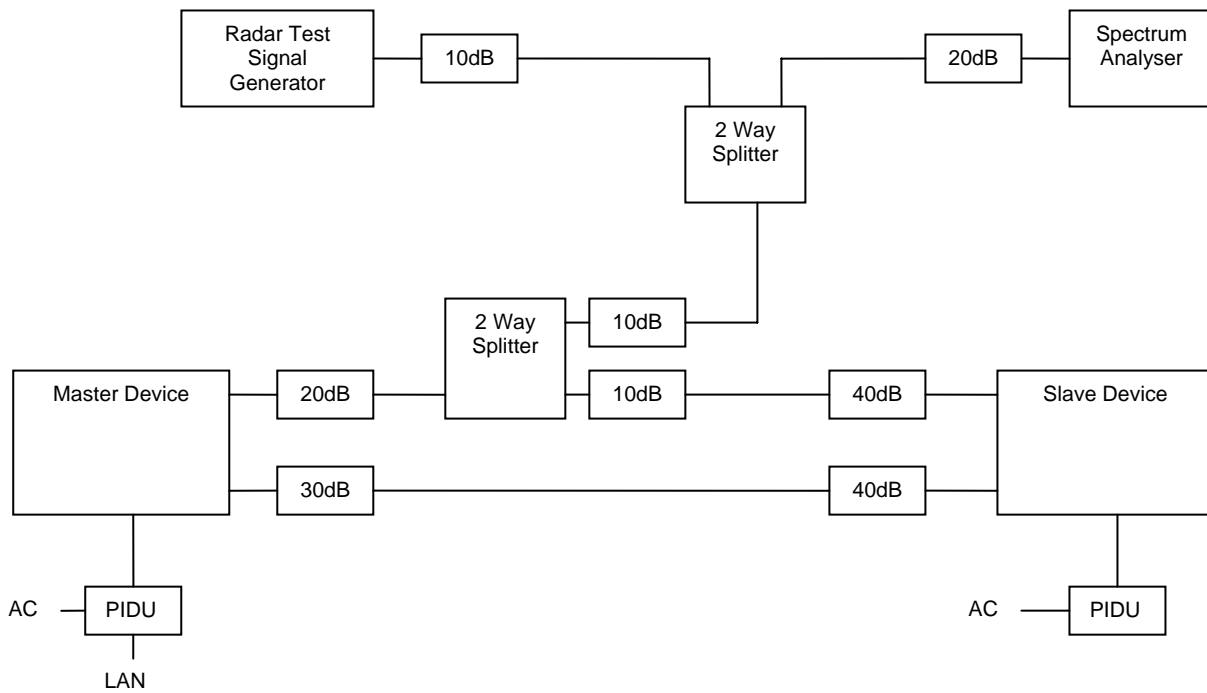 Radar Test
Signal
Generator
10dB
20dB
Spectrum
Analyser
2 Way
Splitter
2 Way
Splitter
10dB
Master Device
20dB
10dB
40dB
Slave Device
30dB
40dB
AC
PIDU
LAN
AC
PIDU